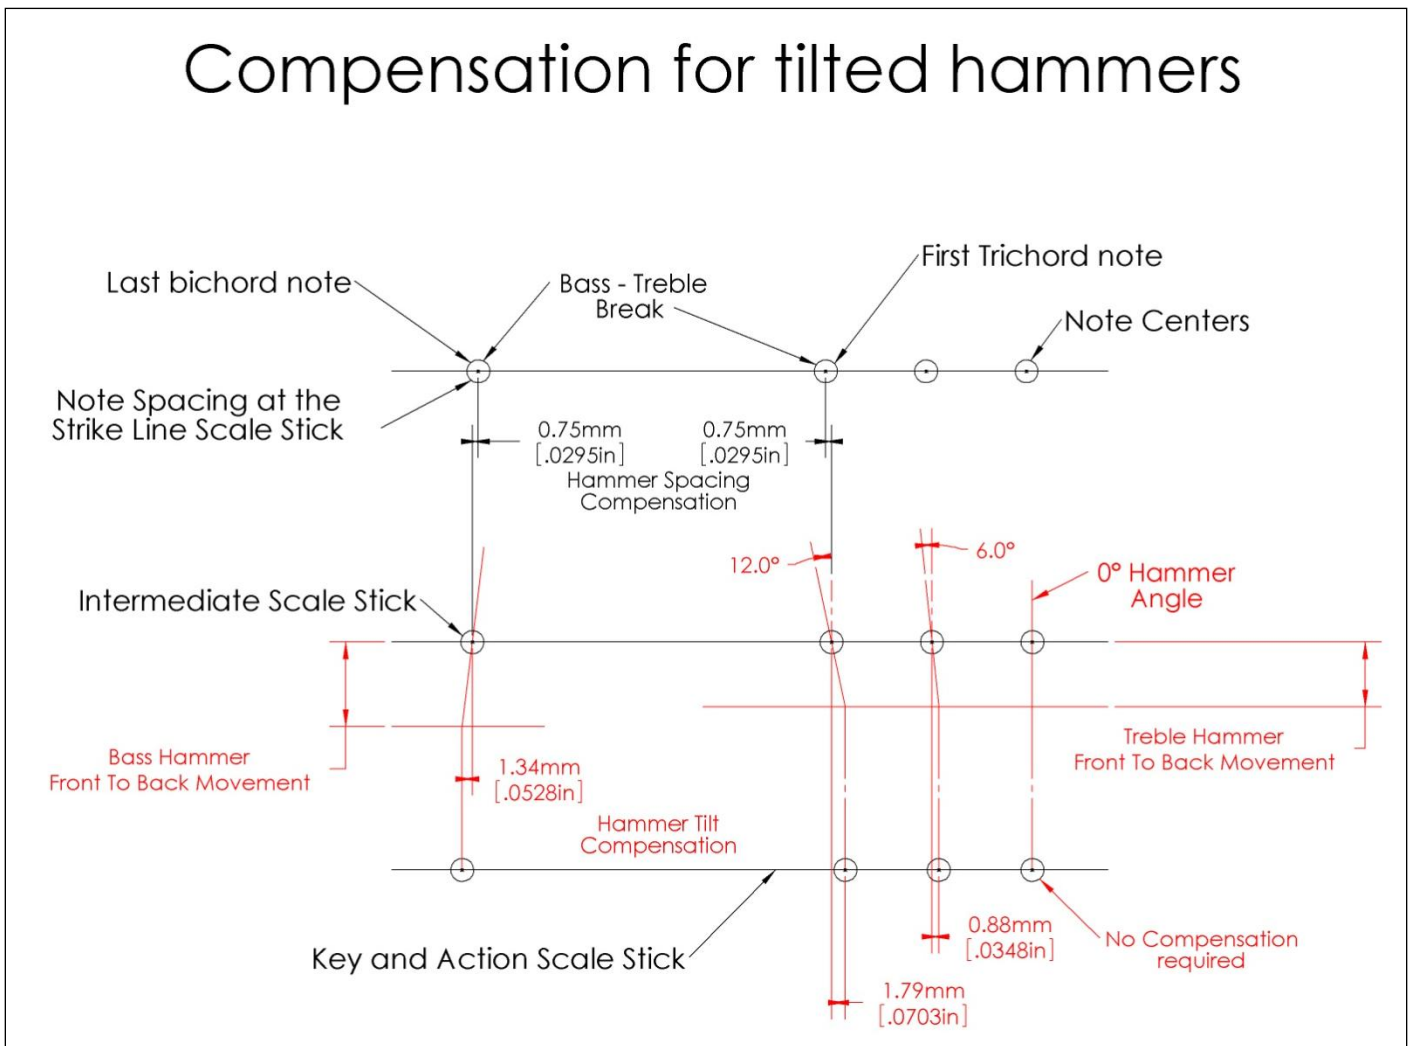 Compensation for tilted hammers
First Trichord note
Last bichord note
Bass - Treble
Break
Note Centers
Note Spacing at the
Strike Line Scale Stick
0.75mm
[.0295in]
0.75mm
[.0295in]
Hammer Spacing
Compensation
12.0°
6.0°
0° Hammer
Angle
Intermediate Scale Stick
Bass Hammer
Front To Back Movement
1.34mm
[.0528in]
Treble Hammer
Front To Back Movement
Hammer Tilt
Compensation
Key and Action Scale Stick
0.88mm
[.0348in]
No Compensation
required
1.79mm
[.0703in]